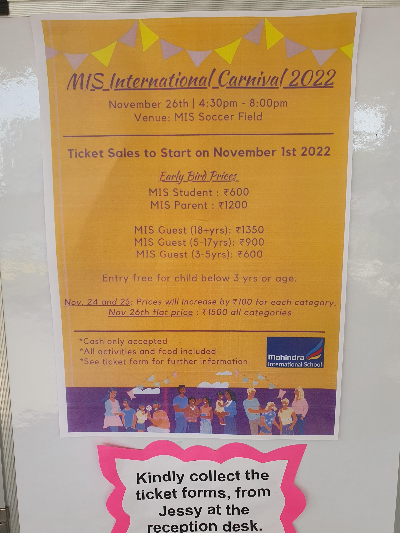 MIS International Carnival 2022
November 26th | 4:30pm - 8:00pm
Venue: MIS Soccer Field
Ticket Sales to Start on November 1st 2022
Early Bird Prices
MIS Student : ₹600
MIS Parent : ₹1200
MIS Guest (18+yrs): ₹1350
MIS Guest (5-17yrs): ₹900
MIS Guest (3-5yrs): ₹600
Entry free for child below 3 yrs or age.
Nov. 24 and 25: Prices will increase by ₹100 for each category.
Nov 26th flat price : ₹1500 all categories
*Cash only accepted
*All activities and food included
*See ticket form for further information
Mahindra
International School
Kindly collect the
ticket forms, from
Jessy at the
reception desk.